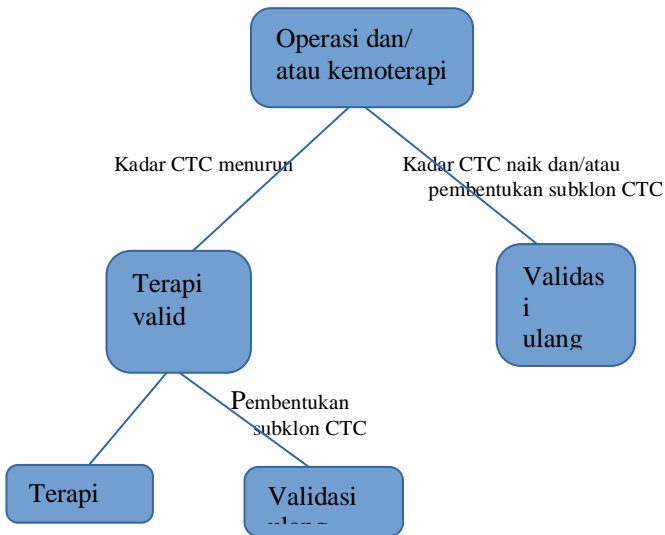 Operasi dan/
atau kemoterapi
Kadar CTC menurun
Kadar CTC naik dan/atau
pembentukan subklon CTC
Terapi
valid
Validas
i
ulang
Pembentukan
subklon CTC
Terapi
Validasi
ulang